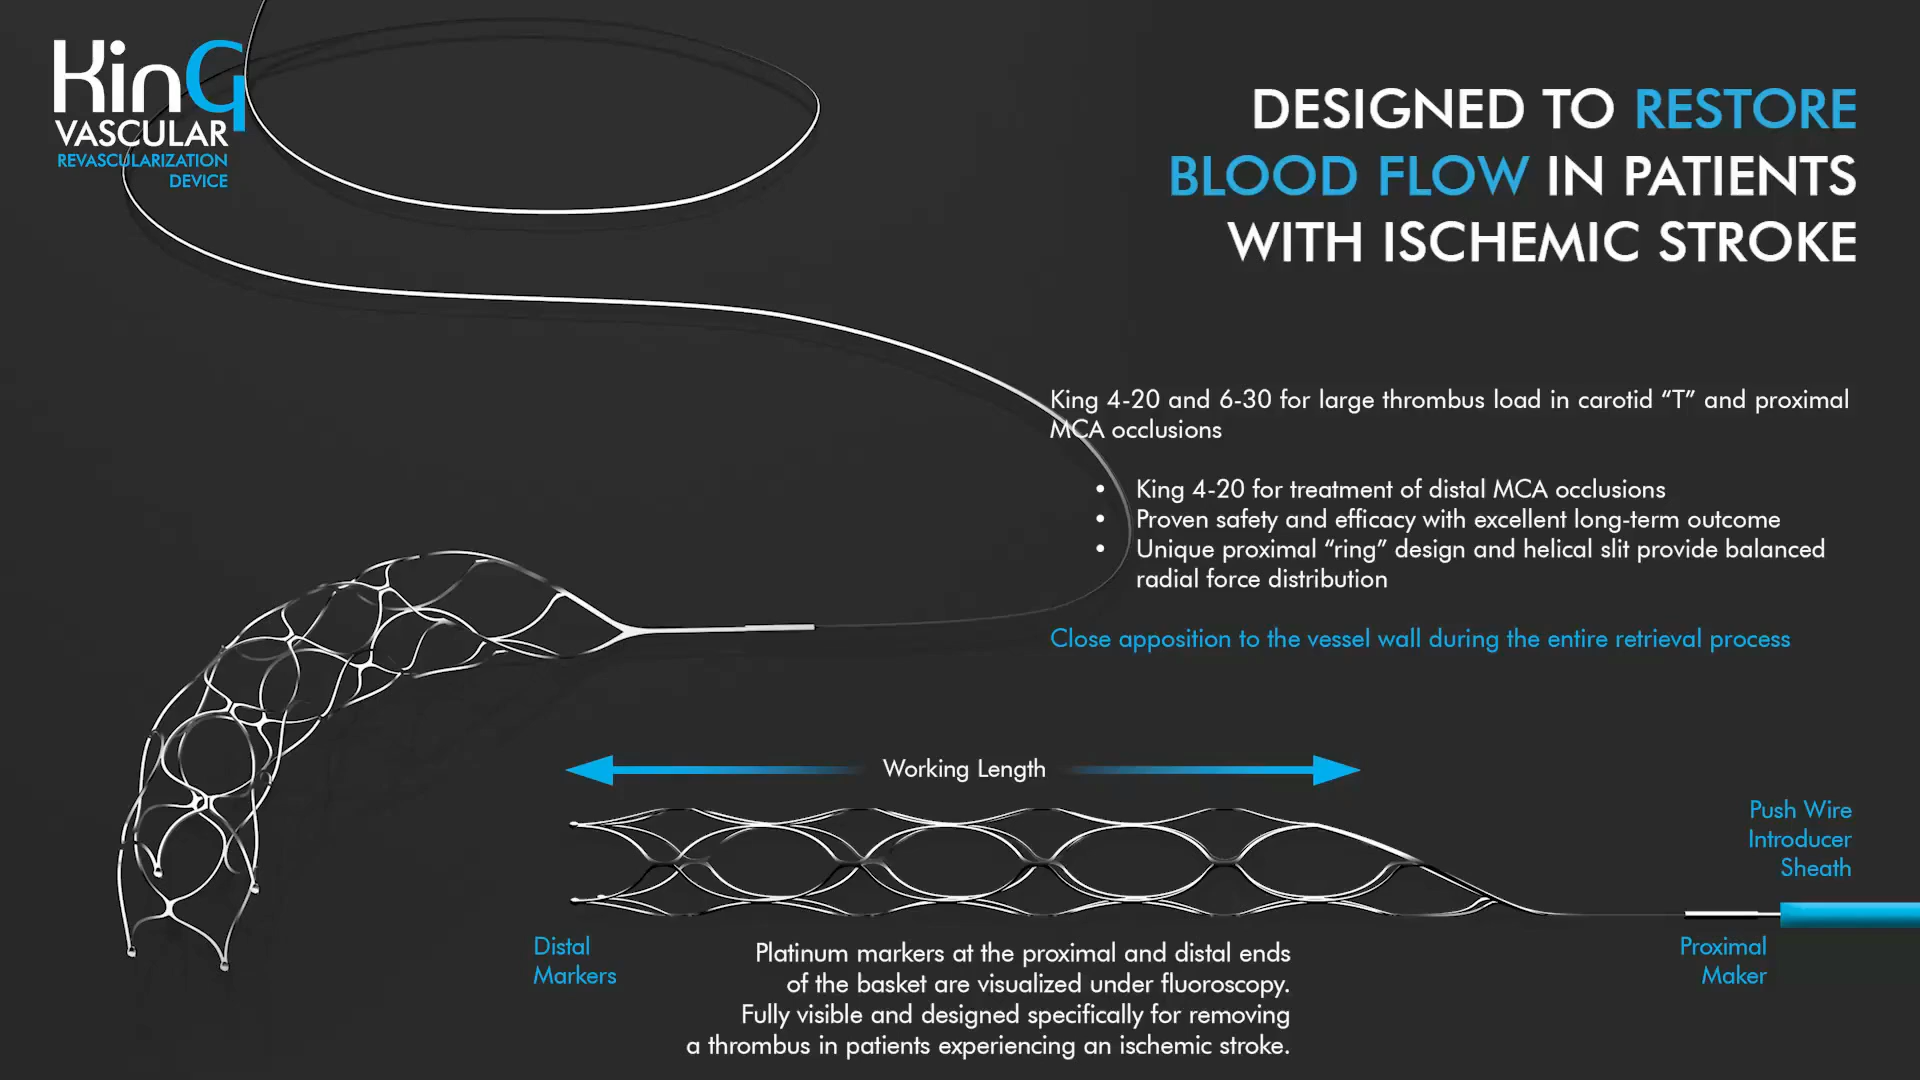 KinG
VASCULAR
REVASCULARIZATION
DEVICE
DESIGNED TO RESTORE
BLOOD FLOW IN PATIENTS
WITH ISCHEMIC STROKE
King 4-20 and 6-30 for large thrombus load in carotid “T” and proximal
MCA occlusions
• King 4-20 for treatment of distal MCA occlusions
• Proven safety and efficacy with excellent long-term outcome
• Unique proximal “ring” design and helical slit provide balanced
radial force distribution
Close apposition to the vessel wall during the entire retrieval process
Working Length
Push Wire
Introducer
Sheath
Distal
Markers
Platinum markers at the proximal and distal ends
of the basket are visualized under fluoroscopy.
Fully visible and designed specifically for removing
a thrombus in patients experiencing an ischemic stroke.
Proximal
Maker